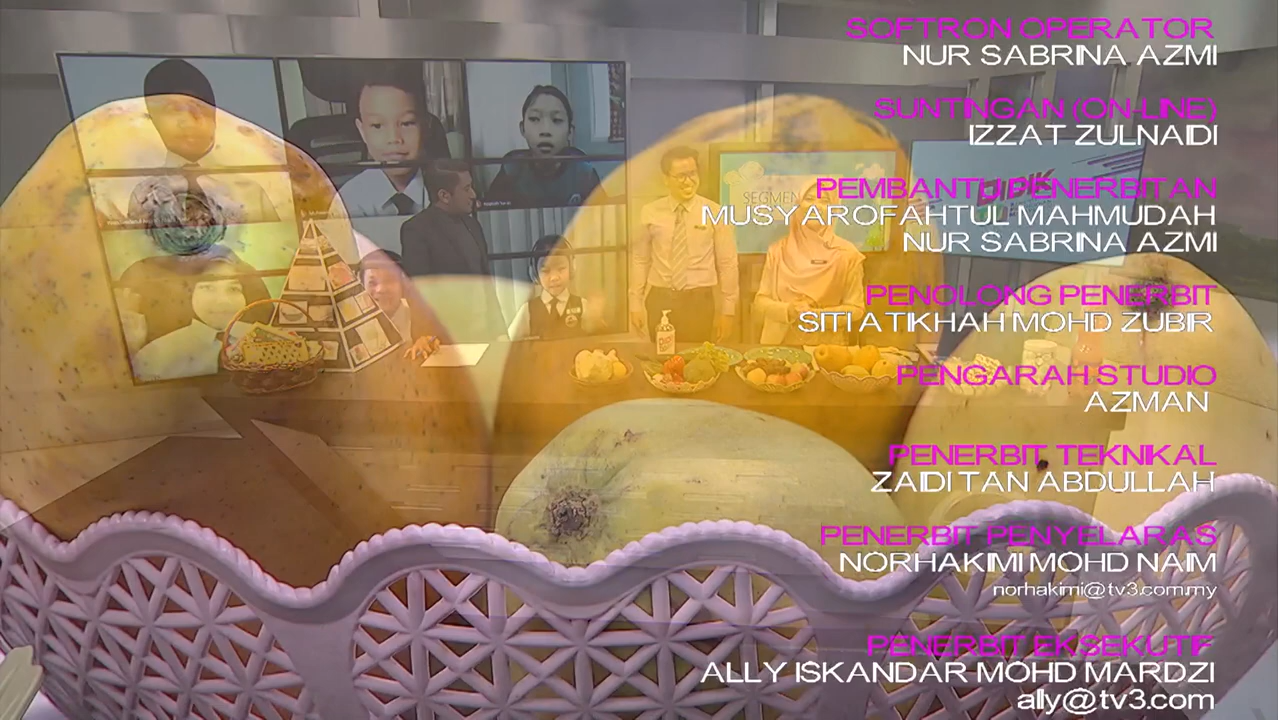 SOFTRON OPERATOR
NUR SABRINA AZMI
SUNTINGAN (ON-LINE)
IZZAT ZULNAIDI
SEGMEN
PEMBANTU PENERBITAN
MUSYAROFAHTUL MAHMUDAH
NUR SABRINA AZMI
PENOLONG PENERBIT
SITI ATIKHAH MOHD ZUBIR
PENGARAH STUDIO
AZMAN
PENERBIT TEKNIKAL
ZAIDI TAN ABDULLAH
PENERBIT PENYELARAS
NORHAKIMI MOHD NAIM
norhakimi@tv3.com.my
PENERBIT EKSEKUTIF
ALLY ISKANDAR MOHD MARDZI
ally@tv3.com